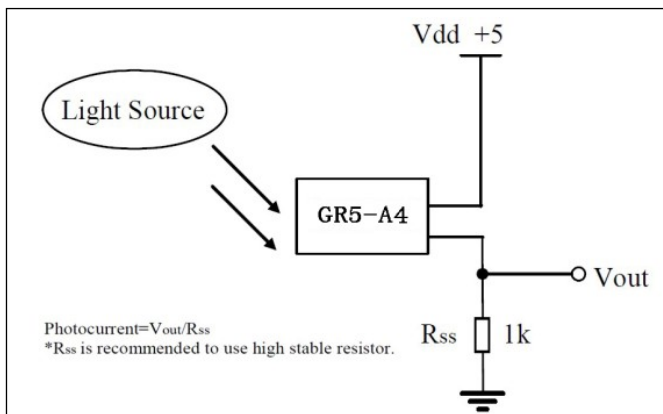 Vdd +5
Light Source
GR5-A4
Vout
Photocurrent=Vout/Rss
*Rss is recommended to use high stable resistor.
Rss 1k